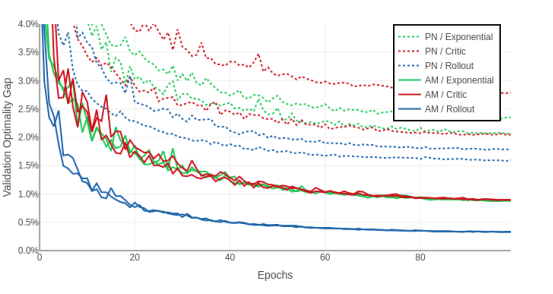 4.0%
3.5%
3.0%
2.5%
2.0%
1.5%
1.0%
0.5%
0.0%
Validation Optimality Gap
0
20
40
60
80
Epochs
PN / Exponential
PN / Critic
PN / Rollout
AM / Exponential
AM / Critic
AM / Rollout